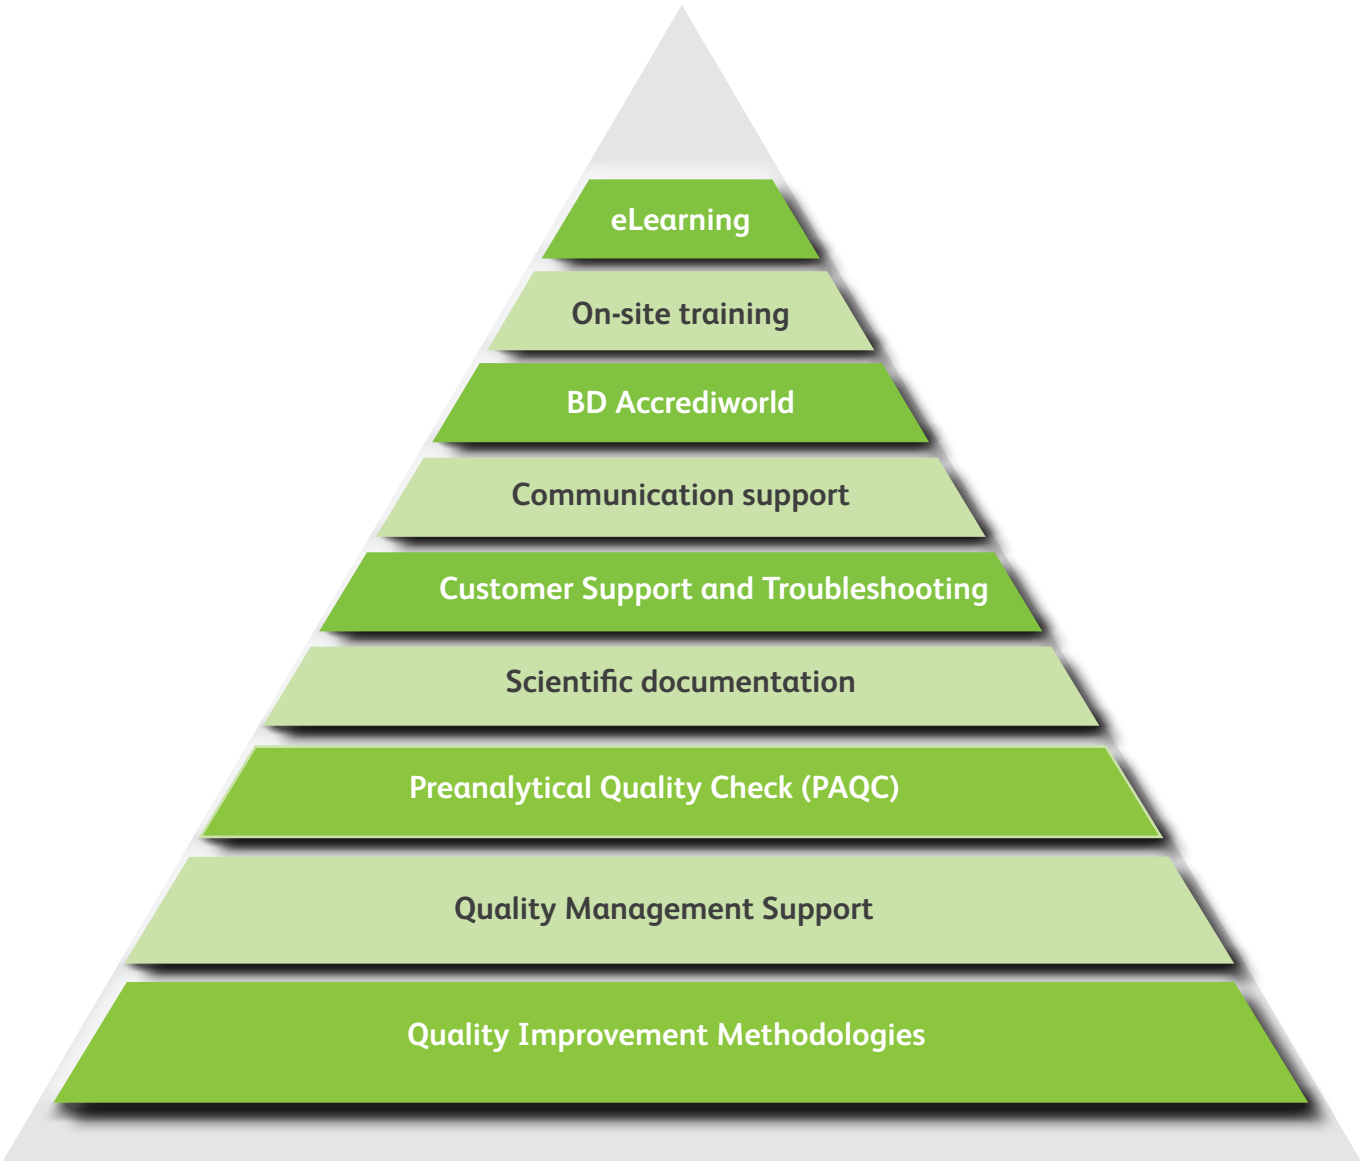 eLearning
On-site training
BD Accrediworld
Communication support
Customer Support and Troubleshooting
Scientific documentation
Preanalytical Quality Check (PAQC)
Quality Management Support
Quality Improvement Methodologies